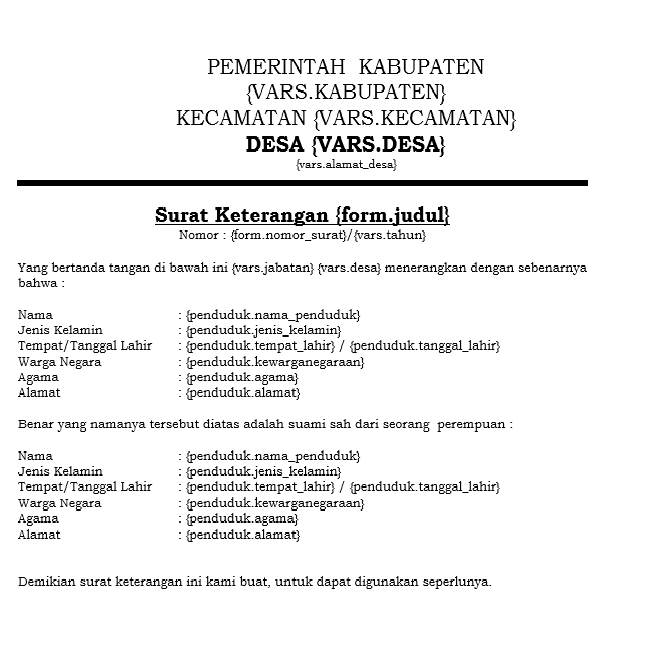 PEMERINTAH KABUPATEN
{VARS.KABUPATEN}
KECAMATAN {VARS.KECAMATAN}
DESA {VARS.DESA}
{vars.alamat_desa}
Surat Keterangan {form.judul}
Nomor : {form.nomor_surat}/{vars.tahun}
Yang bertanda tangan di bawah ini {vars.jabatan} {vars.desa} menerangkan dengan sebenarnya
bahwa :
Nama : {penduduk.nama_penduduk}
Jenis Kelamin : {penduduk.jenis_kelamin}
Tempat/Tanggal Lahir : {penduduk.tempat_lahir} / {penduduk.tanggal_lahir}
Warga Negara : {penduduk.kewarganegaraan}
Agama : {penduduk.agama}
Alamat : {penduduk.alamat}
Benar yang namanya tersebut diatas adalah suami sah dari seorang perempuan :
Nama : {penduduk.nama_penduduk}
Jenis Kelamin : {penduduk.jenis_kelamin}
Tempat/Tanggal Lahir : {penduduk.tempat_lahir} / {penduduk.tanggal_lahir}
Warga Negara : {penduduk.kewarganegaraan}
Agama : {penduduk.agama}
Alamat : {penduduk.alamat}
Demikian surat keterangan ini kami buat, untuk dapat digunakan seperlunya.